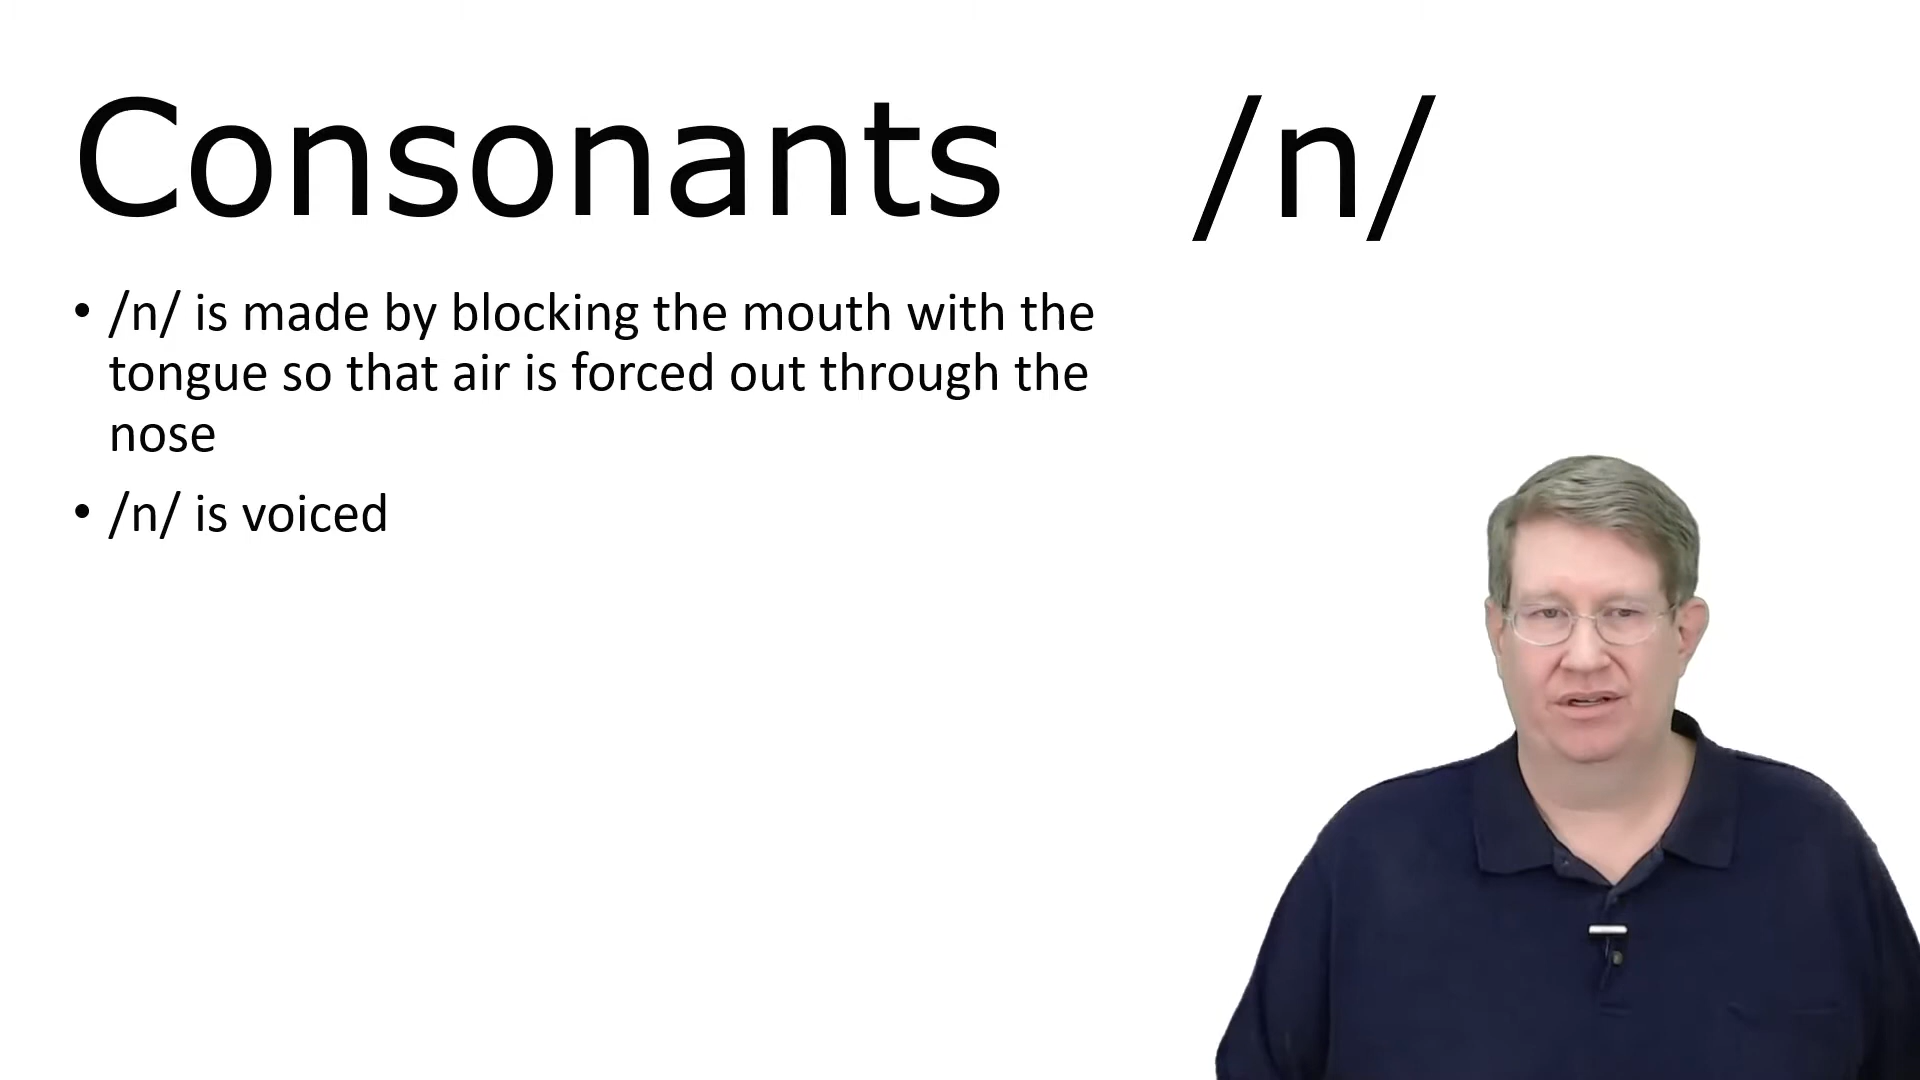 Consonants /n/
• /n/ is made by blocking the mouth with the
tongue so that air is forced out through the
nose
• /n/ is voiced